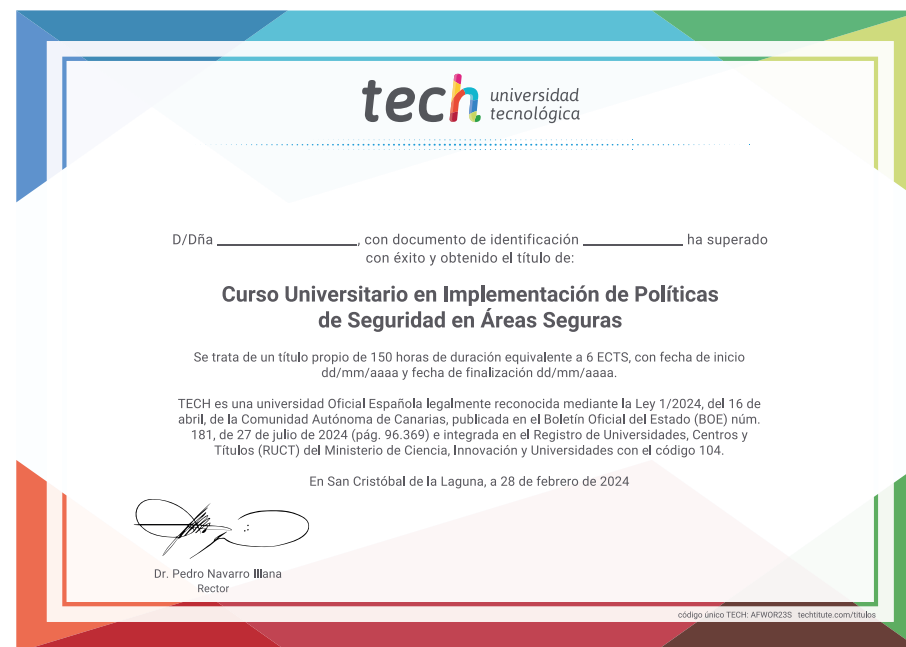 tech universidad
tecnológica
D/Dña ____________________, con documento de identificación ______________ ha superado
con éxito y obtenido el título de:
Curso Universitario en Implementación de Políticas
de Seguridad en Áreas Seguras
Se trata de un título propio de 150 horas de duración equivalente a 6 ECTS, con fecha de inicio
dd/mm/aaaa y fecha de finalización dd/mm/aaaa.
TECH es una universidad Oficial Española legalmente reconocida mediante la Ley 1/2024, del 16 de
abril, de la Comunidad Autónoma de Canarias, publicada en el Boletín Oficial del Estado (BOE) núm.
181, de 27 de julio de 2024 (pág. 96.369) e integrada en el Registro de Universidades, Centros y
Títulos (RUCT) del Ministerio de Ciencia, Innovación y Universidades con el código 104.
En San Cristóbal de la Laguna, a 28 de febrero de 2024
Dr. Pedro Navarro Illana
Rector
código único TECH: AFWOR23S techtitute.com/titulos